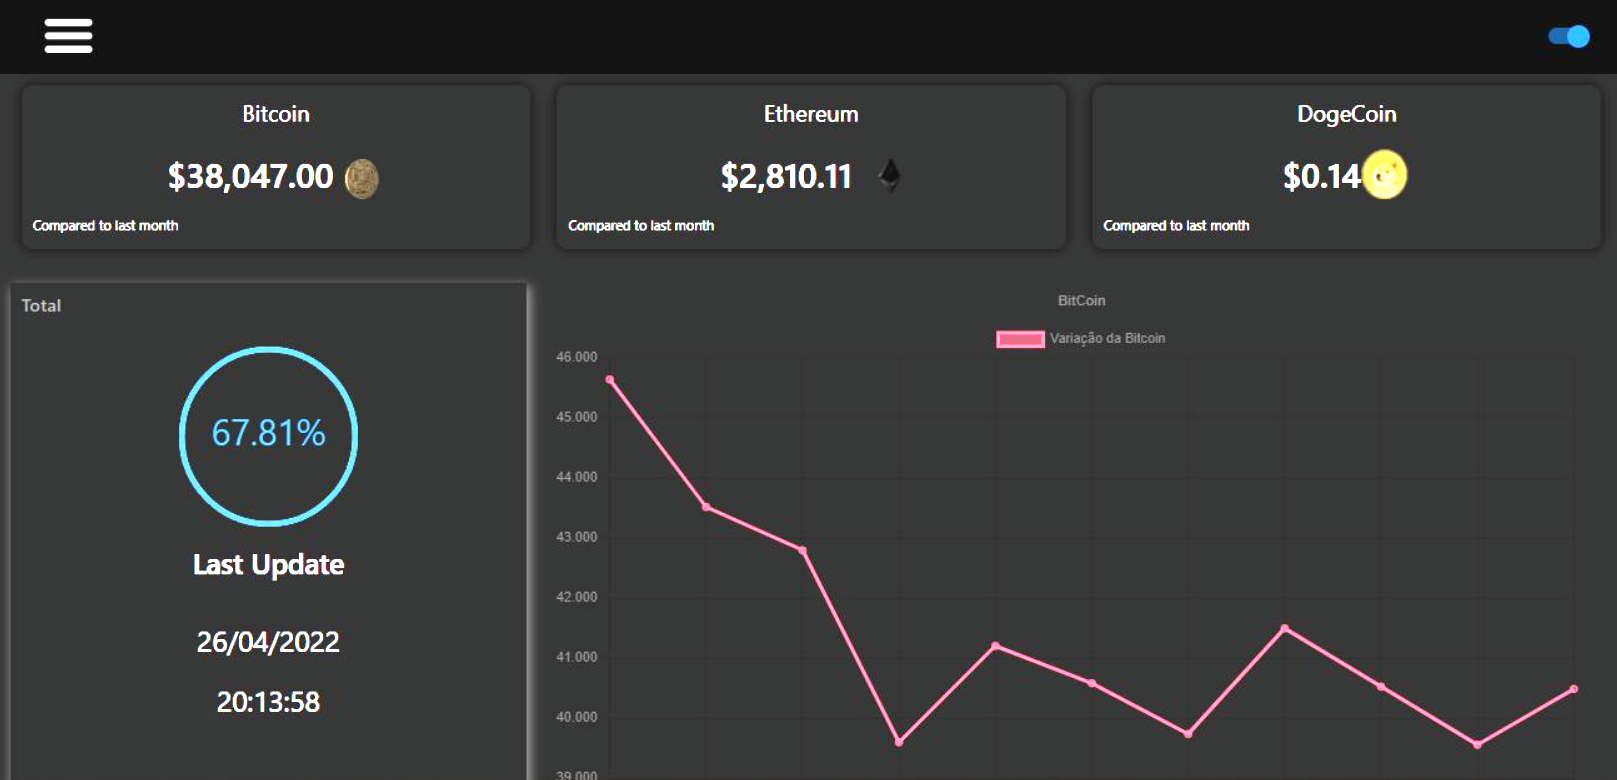 Bitcoin
$38,047.00
Compared to last month
Ethereum
$2,810.11
Compared to last month
DogeCoin
$0.14
Compared to last month
Total
67.81%
Last Update
26/04/2022
20:13:58
BitCoin
Variação da Bitcoin
46.000
45.000
44.000
43.000
42.000
41.000
40.000
39.000